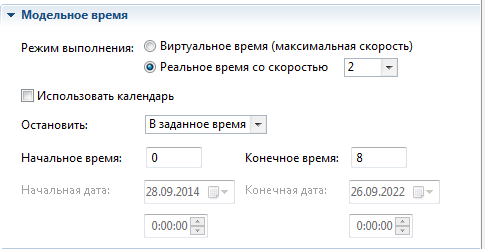 Модельное время
Режим выполнения: Виртуальное время (максимальная скорость)
Реальное время со скоростью 2
Использовать календарь
Остановить: В заданное время
Начальное время: 0 Конечное время: 8
Начальная дата: 28.09.2014 Конечная дата: 26.09.2022
0:00:00 0:00:00